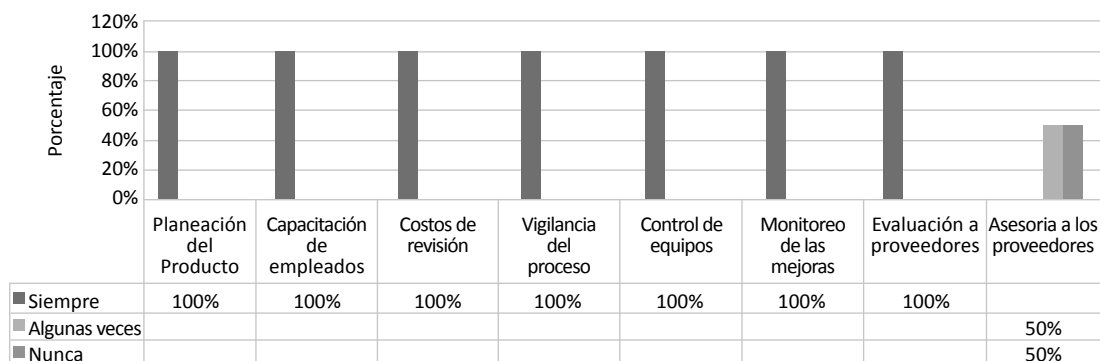 120%
100%
80%
60%
40%
20%
0%
Porcentaje
Planeación del Producto
Capacitación de empleados
Costos de revisión
Vigilancia del proceso
Control de equipos
Monitoreo de las mejoras
Evaluación a proveedores
Asesoria a los proveedores
Siempre 100% 100% 100% 100% 100% 100% 100%
Algunas veces 50%
Nunca 50%